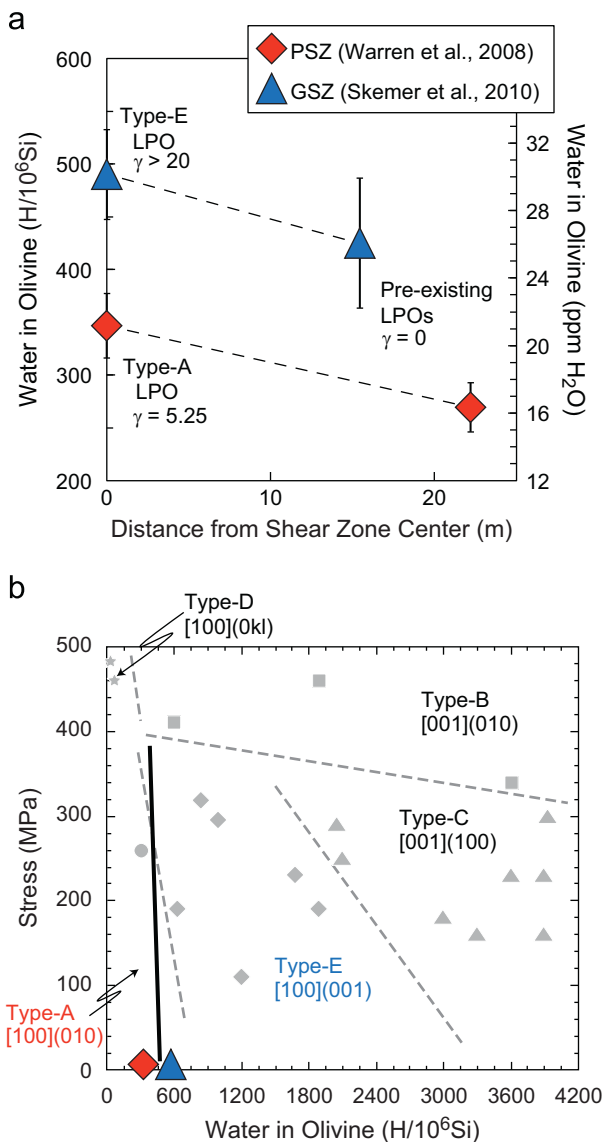 a
PSZ (Warren et al., 2008)
GSZ (Skemer et al., 2010)
600
500
400
300
200
Water in Olivine (H/10⁶Si)
Type-E
LPO
γ > 20
Type-A
LPO
γ = 5.25
Pre-existing
LPOs
γ = 0
32
28
24
20
16
12
Water in Olivine (ppm H₂O)
0
10
20
Distance from Shear Zone Center (m)
b
Type-D
[100](0kl)
500
400
300
200
100
0
Stress (MPa)
Type-B
[001](010)
Type-C
[001](100)
Type-E
[100](001)
Type-A
[100](010)
0
600
1200
1800
2400
3000
3600
4200
Water in Olivine (H/10⁶Si)